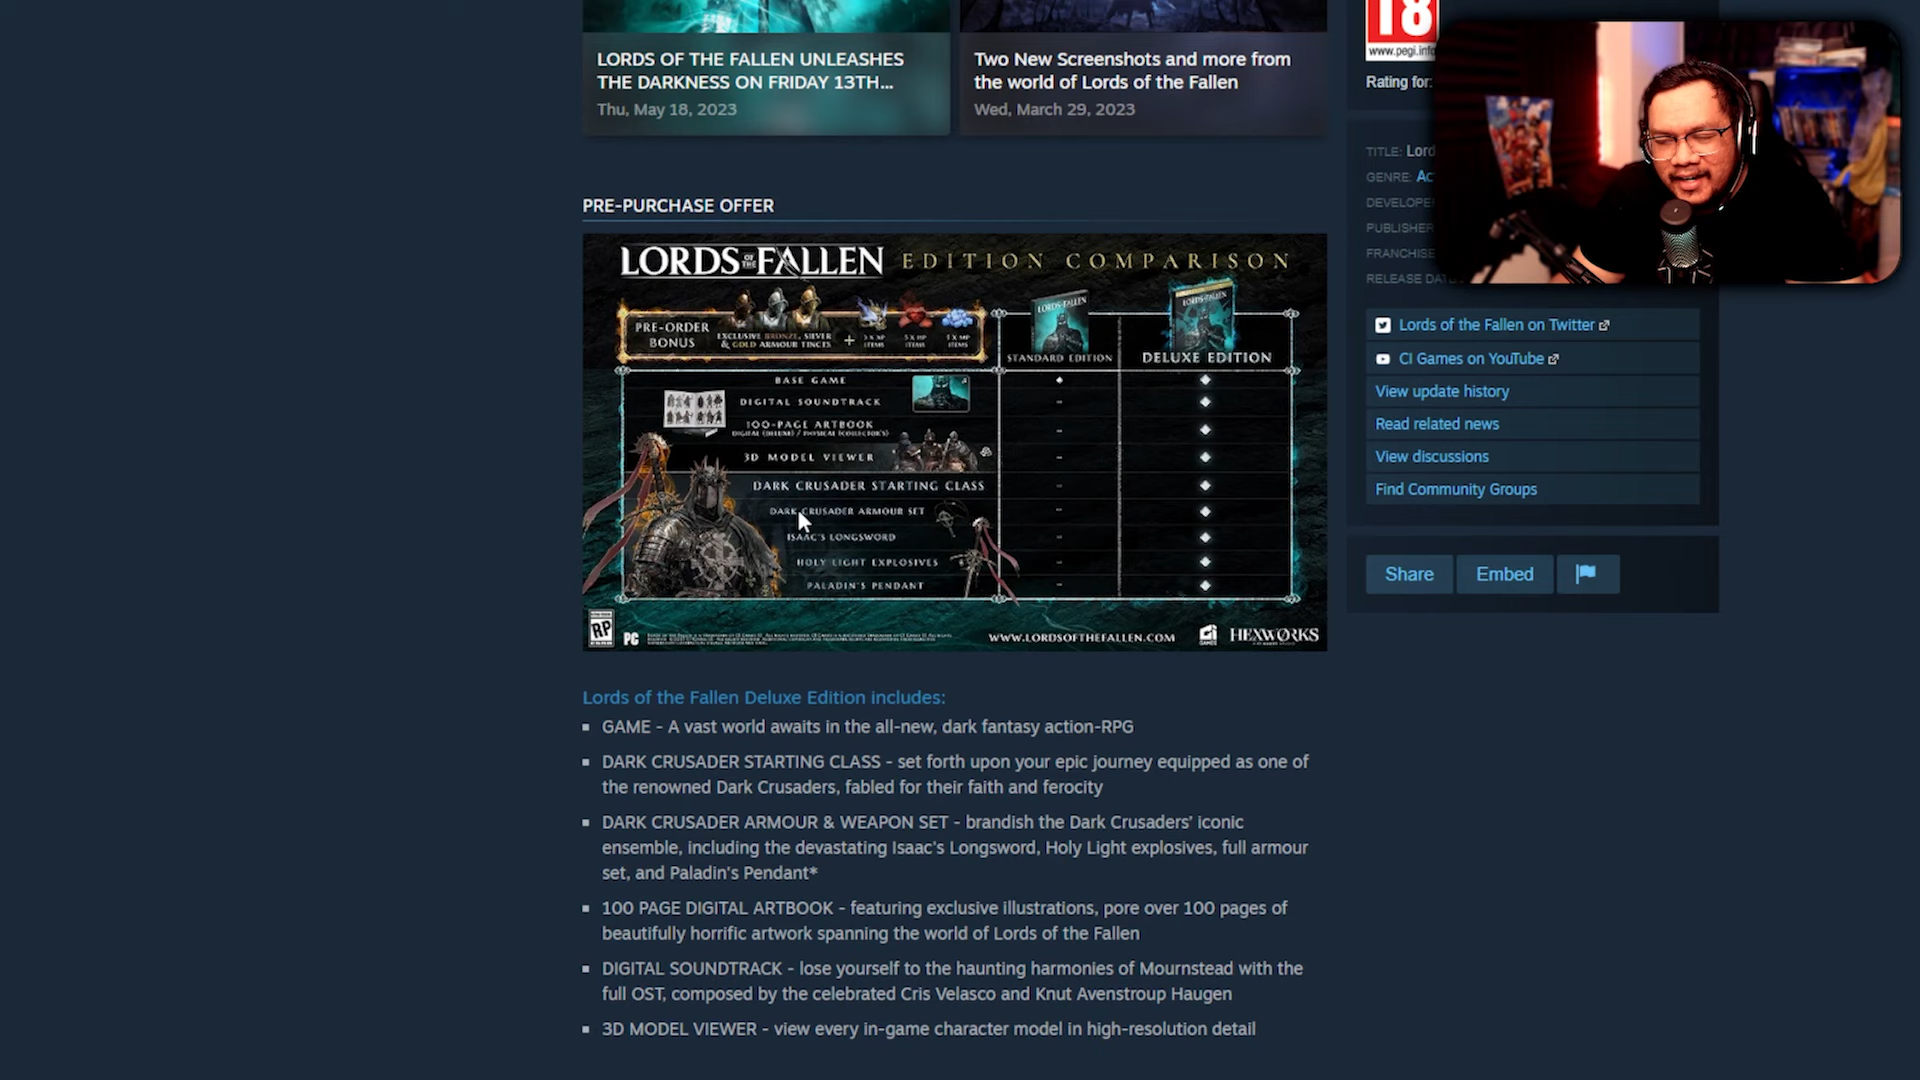 LORDS OF THE FALLEN UNLEASHES
THE DARKNESS ON FRIDAY 13TH...
Thu, May 18, 2023
Two New Screenshots and more from
the world of Lords of the Fallen
Wed, March 29, 2023
PRE-PURCHASE OFFER
LORDS OF THE FALLEN EDITION COMPARISON
PRE-ORDER
BONUS
EXCLUSIVE BRONZE, SILVER
& GOLD ARMOUR TINCTS
+
ITEMS
ITEMS
ITEMS
LORDS FALLEN
STANDARD EDITION
LORDS FALLEN
DELUXE EDITION
BASE GAME
DIGITAL SOUNDTRACK
100-PAGE ARTBOOK
DIGITAL (DELUXE) / PHYSICAL (COLLECTOR'S)
3D MODEL VIEWER
DARK CRUSADER STARTING CLASS
DARK CRUSADER ARMOUR SET
ISAAC'S LONGSWORD
HOLY LIGHT EXPLOSIVES
PALADIN'S PENDANT
RP
PC
WWW.LORDSOFTHEFALLEN.COM
CI GAMES
HEXWORKS
Lords of the Fallen Deluxe Edition includes:
GAME - A vast world awaits in the all-new, dark fantasy action-RPG
DARK CRUSADER STARTING CLASS - set forth upon your epic journey equipped as one of
the renowned Dark Crusaders, fabled for their faith and ferocity
DARK CRUSADER ARMOUR & WEAPON SET - brandish the Dark Crusaders' iconic
ensemble, including the devastating Isaac's Longsword, Holy Light explosives, full armour
set, and Paladin's Pendant*
100 PAGE DIGITAL ARTBOOK - featuring exclusive illustrations, pore over 100 pages of
beautifully horrific artwork spanning the world of Lords of the Fallen
DIGITAL SOUNDTRACK - lose yourself to the haunting harmonies of Mournstead with the
full OST, composed by the celebrated Cris Velasco and Knut Avenstroup Haugen
3D MODEL VIEWER - view every in-game character model in high-resolution detail
18
www.pegi.info
Rating for:
TITLE: Lord
GENRE: Ac
DEVELOPE
PUBLISHER
FRANCHISE
RELEASE DAT
Lords of the Fallen on Twitter
CI Games on YouTube
View update history
Read related news
View discussions
Find Community Groups
Share
Embed